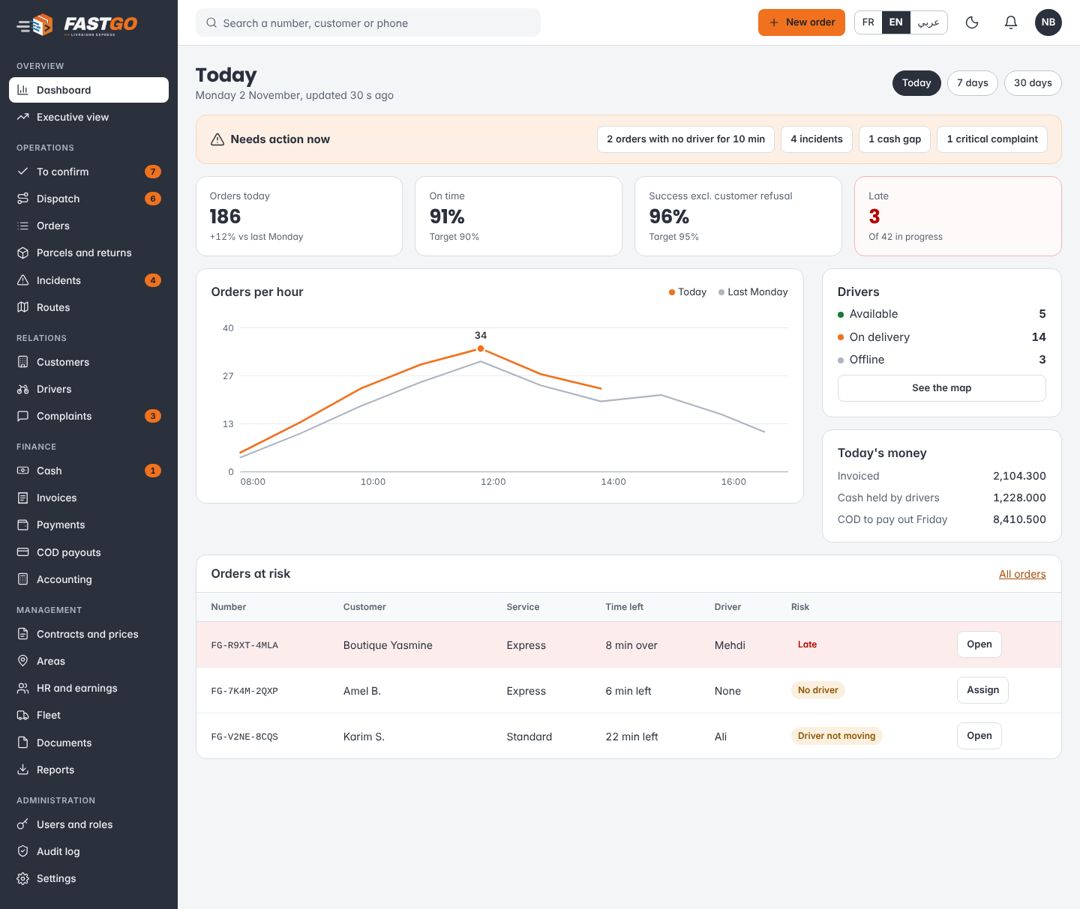 FASTGO
LIVRAISON EXPRESS
Search a number, customer or phone
+ New order
FR EN عربي
NB
OVERVIEW
Dashboard
Executive view
OPERATIONS
To confirm 7
Dispatch 6
Orders
Parcels and returns
Incidents 4
Routes
RELATIONS
Customers
Drivers
Complaints 3
FINANCE
Cash 1
Invoices
Payments
COD payouts
Accounting
MANAGEMENT
Contracts and prices
Areas
HR and earnings
Fleet
Documents
Reports
ADMINISTRATION
Users and roles
Audit log
Settings
Today
Monday 2 November, updated 30 s ago
Today 7 days 30 days
Needs action now
2 orders with no driver for 10 min 4 incidents 1 cash gap 1 critical complaint
Orders today
186
+12% vs last Monday
On time
91%
Target 90%
Success excl. customer refusal
96%
Target 95%
Late
3
Of 42 in progress
Orders per hour
Today Last Monday
40
34
27
13
0
08:00 10:00 12:00 14:00 16:00
Drivers
Available 5
On delivery 14
Offline 3
See the map
Today's money
Invoiced 2,104.300
Cash held by drivers 1,228.000
COD to pay out Friday 8,410.500
Orders at risk
All orders
Number Customer Service Time left Driver Risk
FG-R9XT-4MLA Boutique Yasmine Express 8 min over Mehdi Late Open
FG-7K4M-2QXP Amel B. Express 6 min left None No driver Assign
FG-V2NE-8CQS Karim S. Standard 22 min left Ali Driver not moving Open